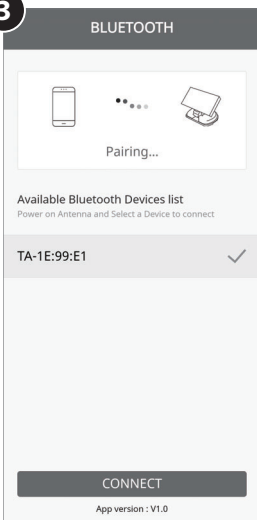 3
BLUETOOTH
Pairing...
Available Bluetooth Devices list
Power on Antenna and Select a Device to connect
TA-1E:99:E1
CONNECT
App version : V1.0